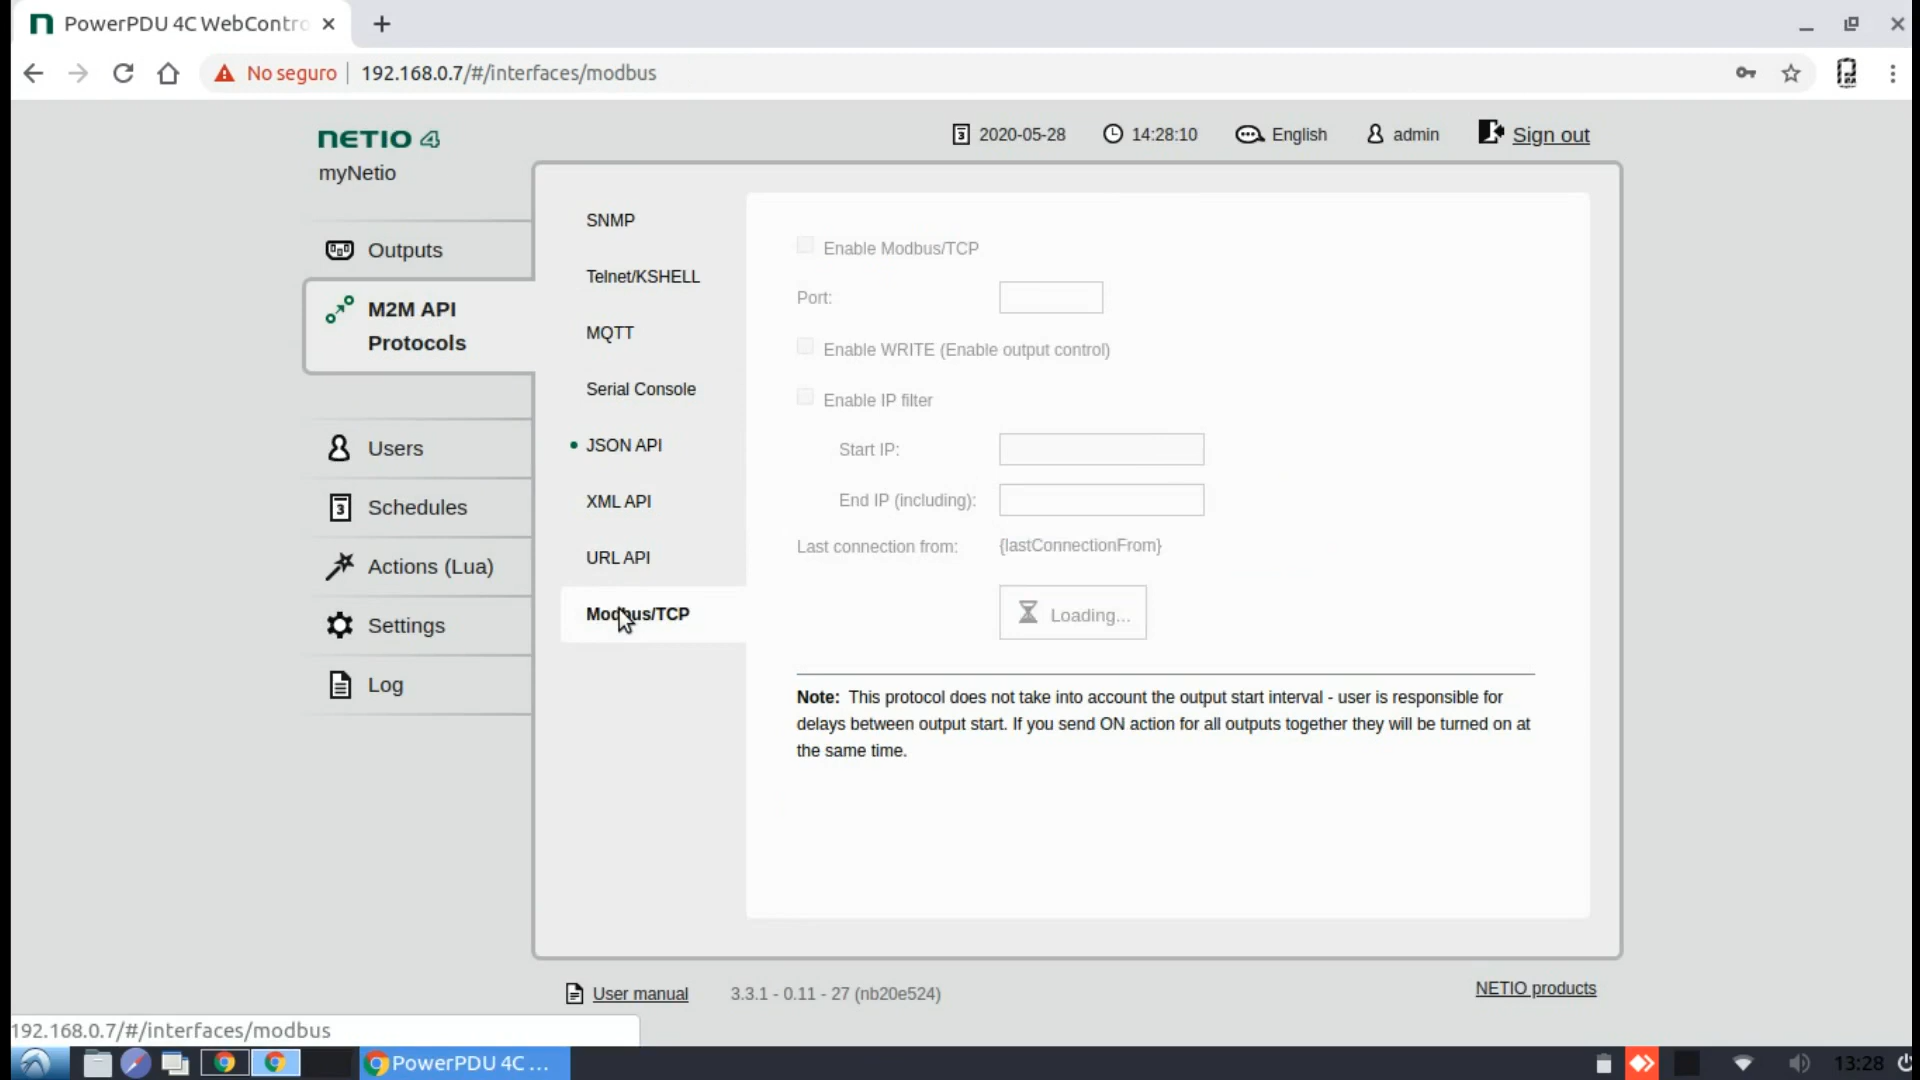 PowerPDU 4C WebContro
No seguro 192.168.0.7/#/interfaces/modbus
NETIO 4
myNetio
2020-05-28 14:28:10 English admin Sign out
Outputs
M2M API
Protocols
Users
Schedules
Actions (Lua)
Settings
Log
SNMP
Telnet/KSHELL
MQTT
Serial Console
JSON API
XML API
URL API
Modbus/TCP
Enable Modbus/TCP
Port:
Enable WRITE (Enable output control)
Enable IP filter
Start IP:
End IP (including):
Last connection from: {lastConnectionFrom}
Loading...
Note: This protocol does not take into account the output start interval - user is responsible for
delays between output start. If you send ON action for all outputs together they will be turned on at
the same time.
User manual 3.3.1 - 0.11 - 27 (nb20e524) NETIO products
192.168.0.7/#/interfaces/modbus
PowerPDU 4C ... 13:28